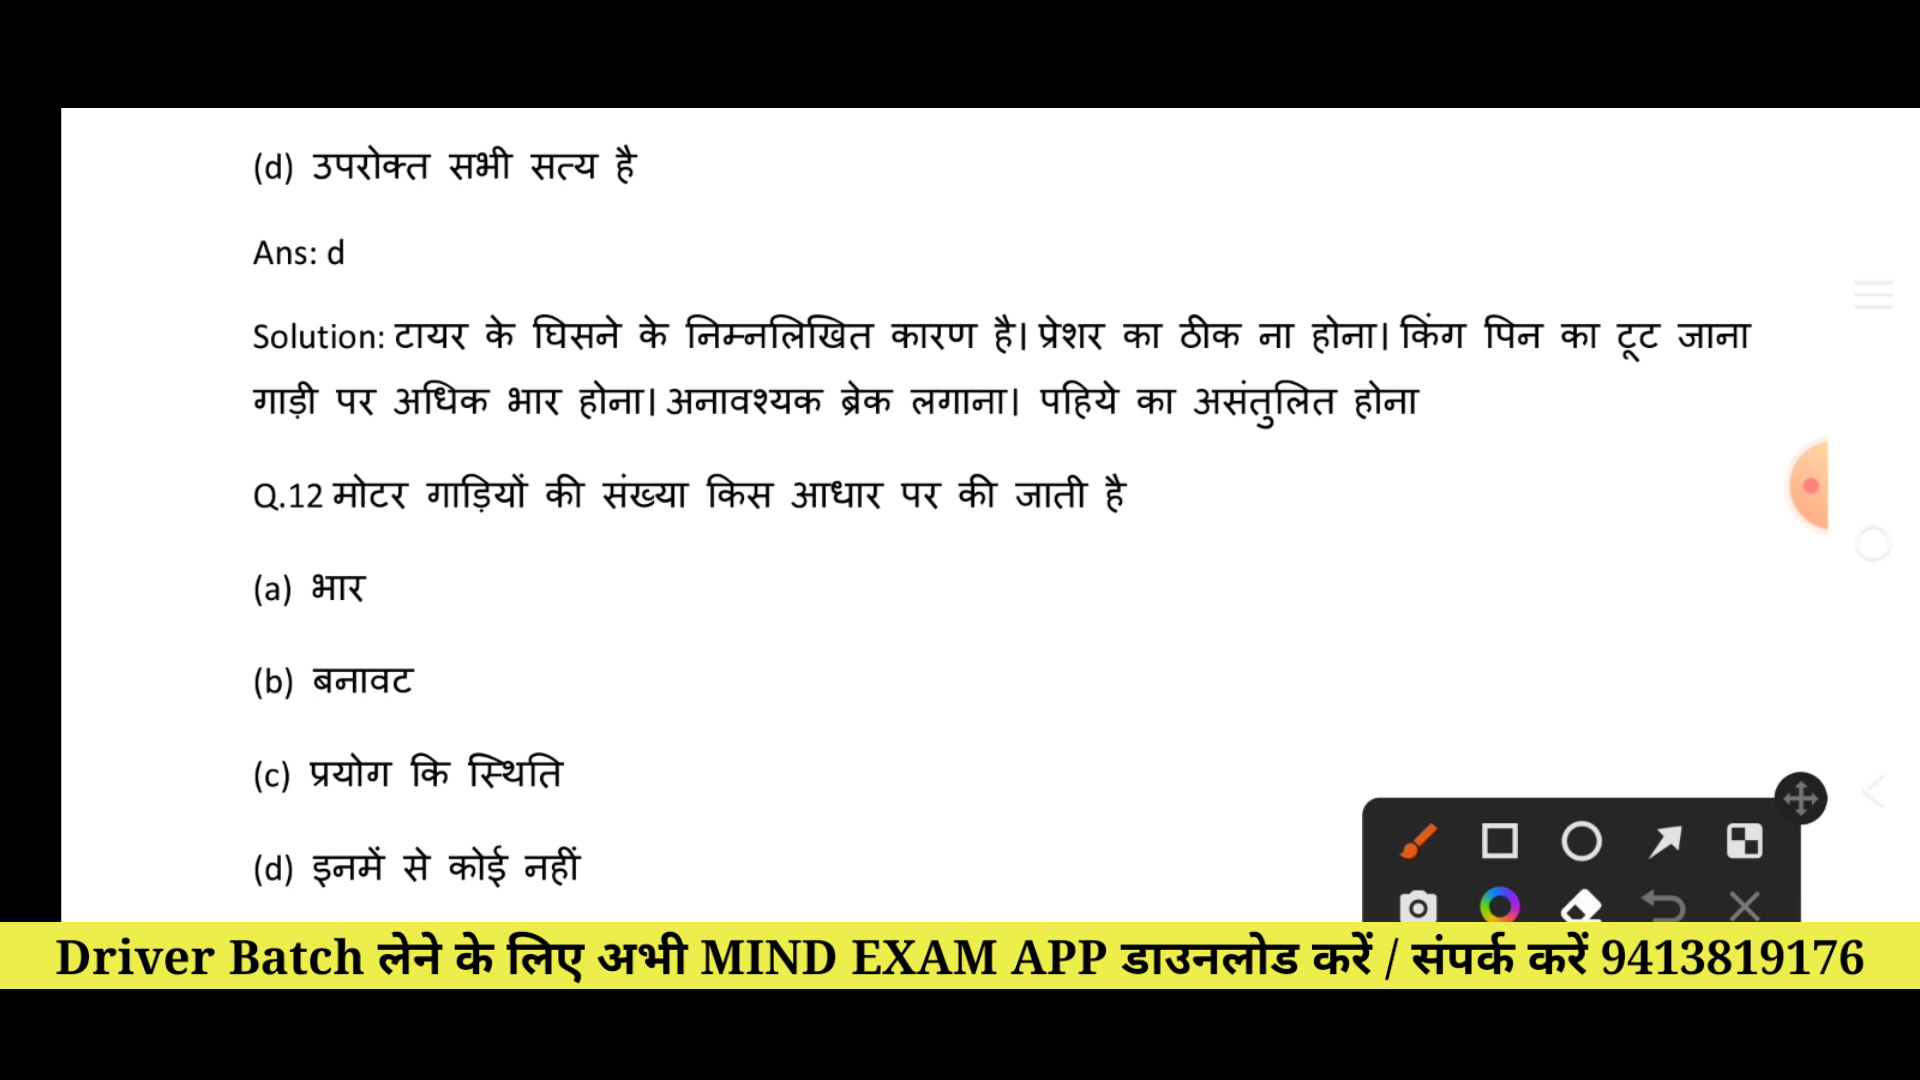 (d) उपरोक्त सभी सत्य है
Ans: d
Solution: टायर के घिसने के निम्नलिखित कारण है। प्रेशर का ठीक ना होना। किंग पिन का टूट जाना
गाड़ी पर अधिक भार होना। अनावश्यक ब्रेक लगाना। पहिये का असंतुलित होना
Q.12 मोटर गाड़ियों की संख्या किस आधार पर की जाती है
(a) भार
(b) बनावट
(c) प्रयोग कि स्थिति
(d) इनमें से कोई नहीं
Driver Batch लेने के लिए अभी MIND EXAM APP डाउनलोड करें / संपर्क करें 9413819176